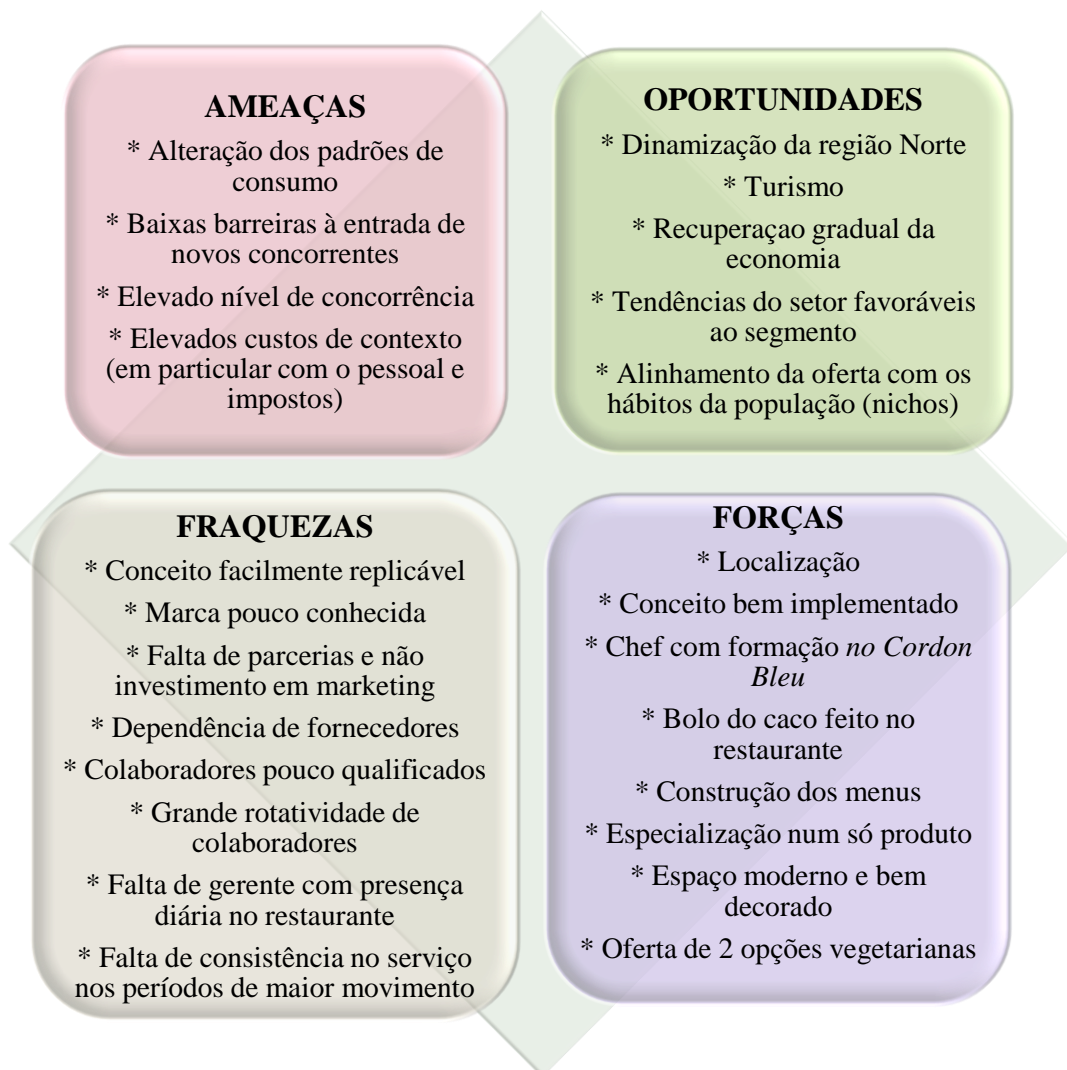 AMEAÇAS
* Alteração dos padrões de
consumo
* Baixas barreiras à entrada de
novos concorrentes
* Elevado nível de concorrência
* Elevados custos de contexto
(em particular com o pessoal e
impostos)
OPORTUNIDADES
* Dinamização da região Norte
* Turismo
* Recuperaçao gradual da
economia
* Tendências do setor favoráveis
ao segmento
* Alinhamento da oferta com os
hábitos da população (nichos)
FRAQUEZAS
* Conceito facilmente replicável
* Marca pouco conhecida
* Falta de parcerias e não
investimento em marketing
* Dependência de fornecedores
* Colaboradores pouco qualificados
* Grande rotatividade de
colaboradores
* Falta de gerente com presença
diária no restaurante
* Falta de consistência no serviço
nos períodos de maior movimento
FORÇAS
* Localização
* Conceito bem implementado
* Chef com formação no Cordon
Bleu
* Bolo do caco feito no
restaurante
* Construção dos menus
* Especialização num só produto
* Espaço moderno e bem
decorado
* Oferta de 2 opções vegetarianas